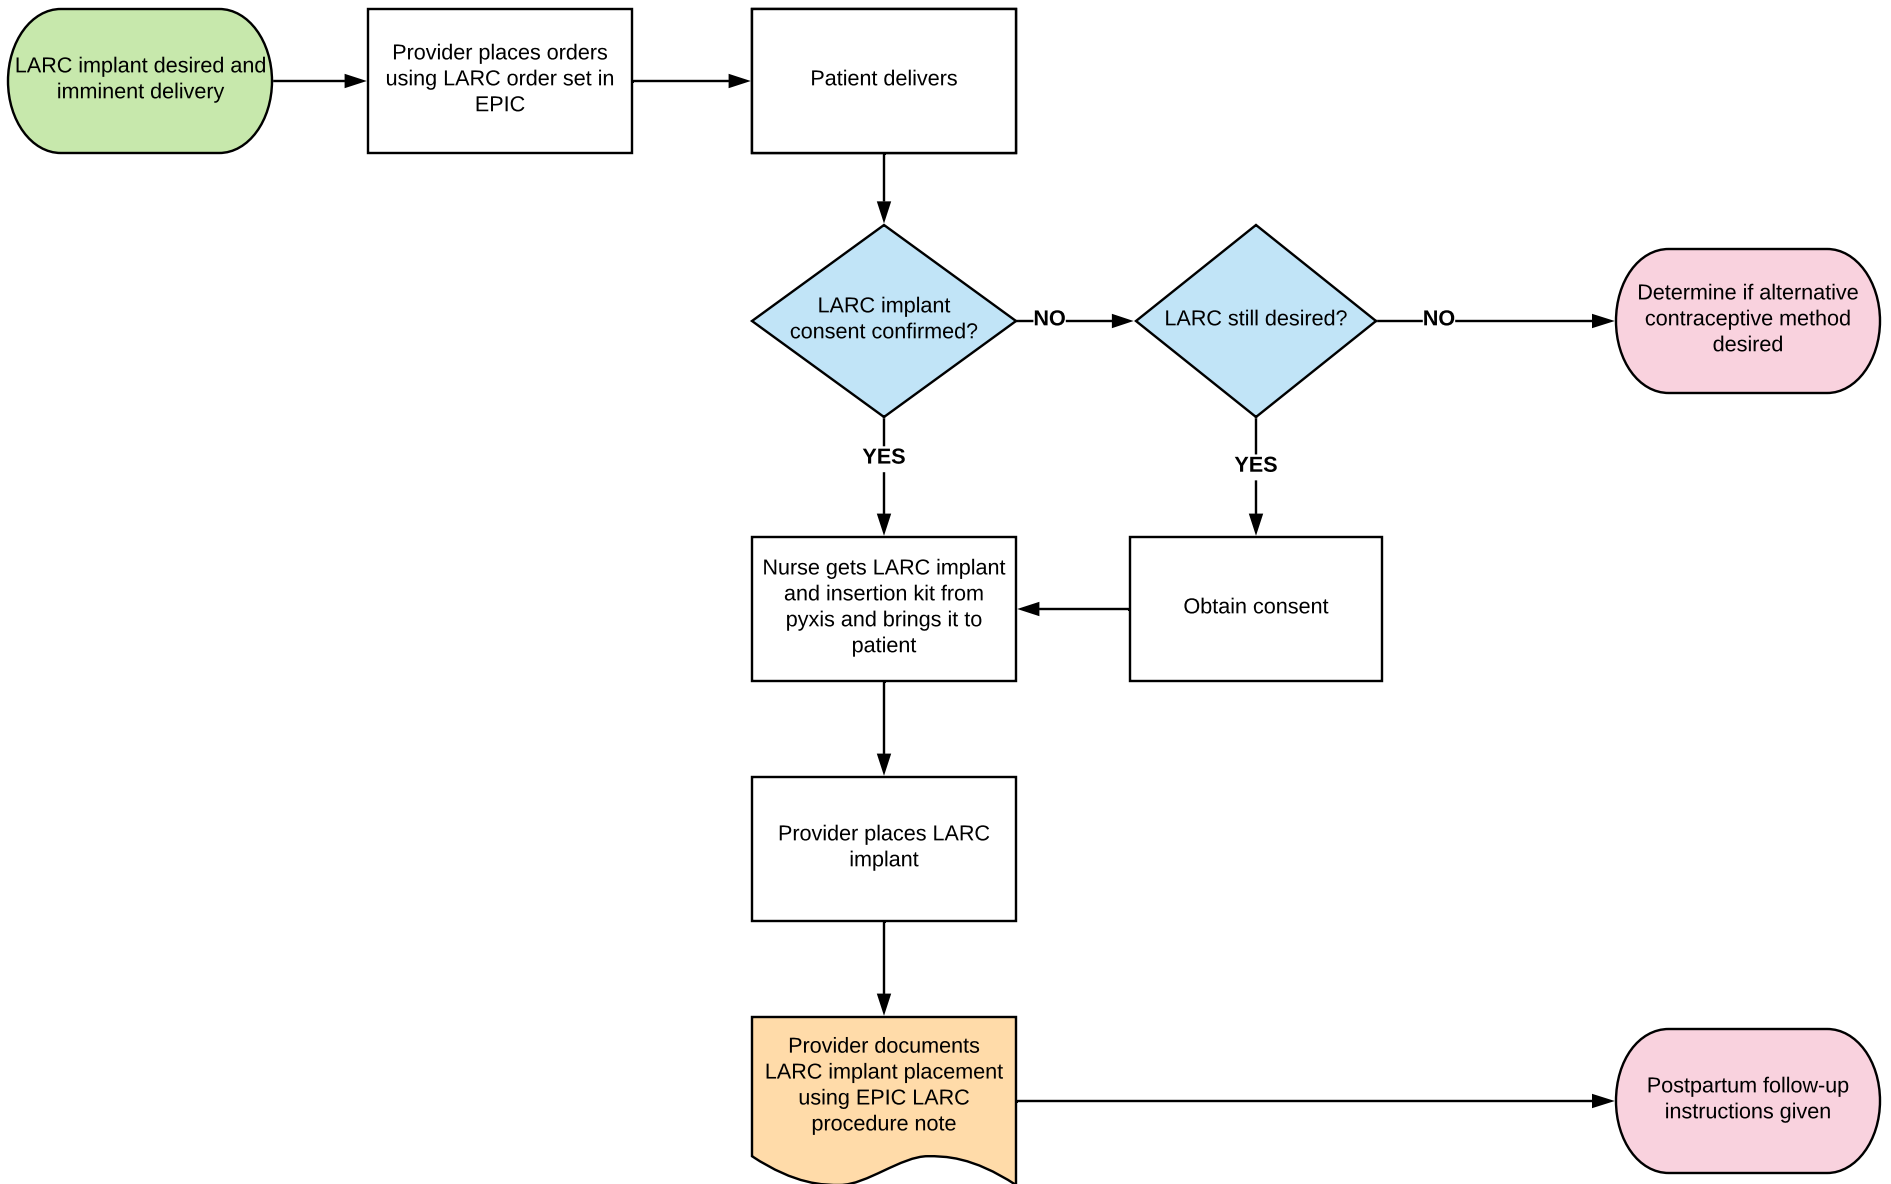 LARC implant desired and
imminent delivery
Provider places orders
using LARC order set in
EPIC
Patient delivers
LARC implant
consent confirmed?
NO
LARC still desired?
NO
Determine if alternative
contraceptive method
desired
YES
YES
Nurse gets LARC implant
and insertion kit from
pyxis and brings it to
patient
Obtain consent
Provider places LARC
implant
Provider documents
LARC implant placement
using EPIC LARC
procedure note
Postpartum follow-up
instructions given